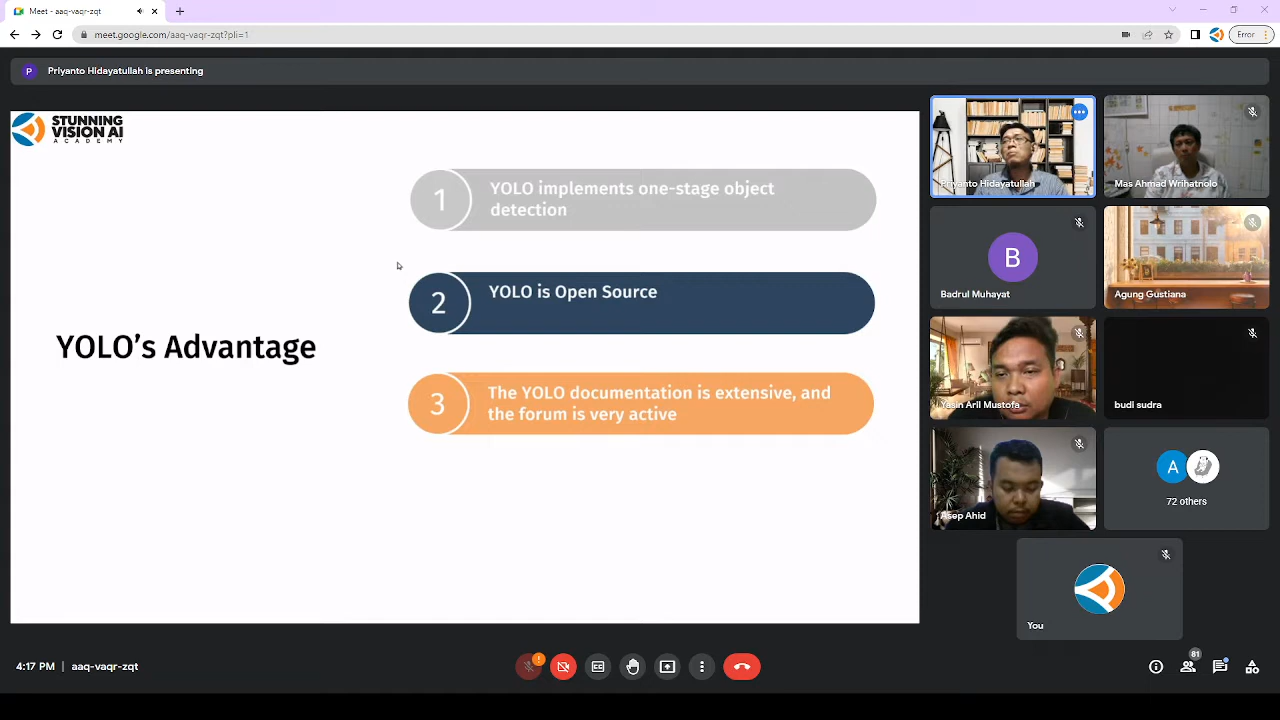 Meet - aaq-vaqr-zqt
meet.google.com/aaq-vaqr-zqt?pli=1
Error
P
Priyanto Hidayatullah is presenting
STUNNING
VISION AI
ACADEMY
YOLO's Advantage
1
YOLO implements one-stage object
detection
2
YOLO is Open Source
3
The YOLO documentation is extensive, and
the forum is very active
Priyanto Hidayatullah
Mas Ahmad Wrihatnolo
B
Badrul Muhayat
Agung Gustiana
Yasin Aril Mustofa
budi sudra
Asep Ahid
A
72 others
You
4:17 PM | aaq-vaqr-zqt
81